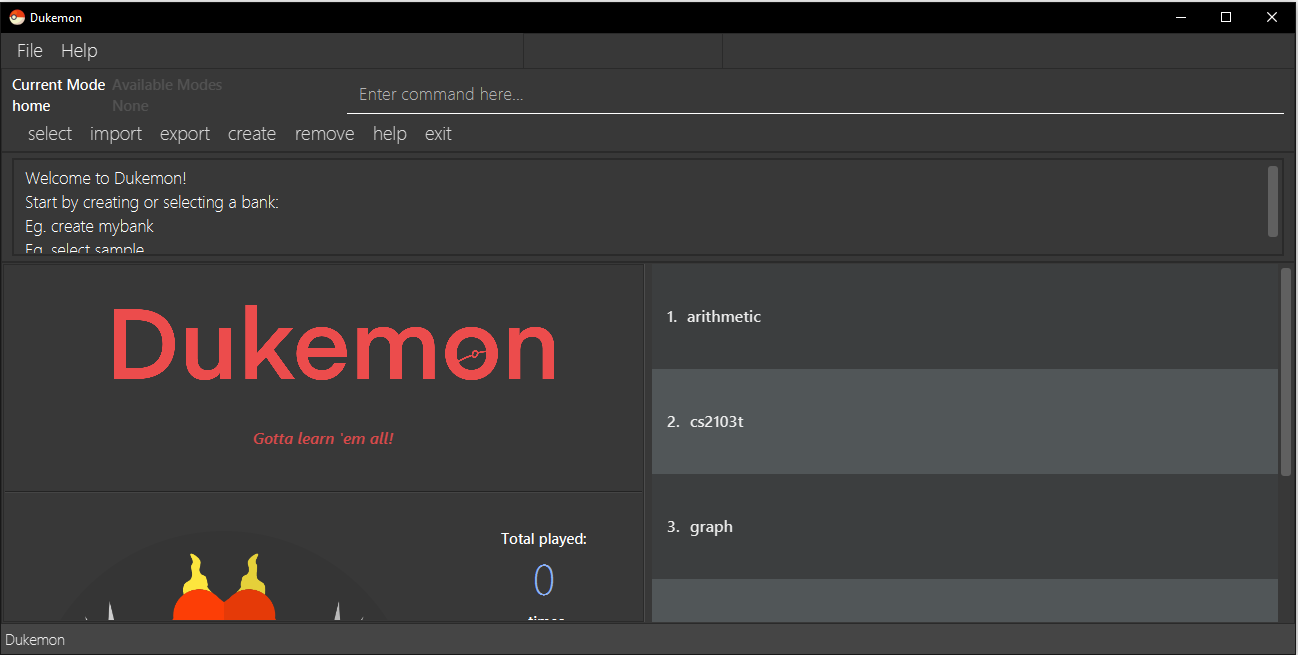 Dukemon
File Help
Current Mode Available Modes
home None
Enter command here...
select import export create remove help exit
Welcome to Dukemon!
Start by creating or selecting a bank:
Eg. create mybank
Eg. select sample
Dukemon
Gotta learn 'em all!
Total played:
0
times
1. arithmetic
2. cs2103t
3. graph
Dukemon